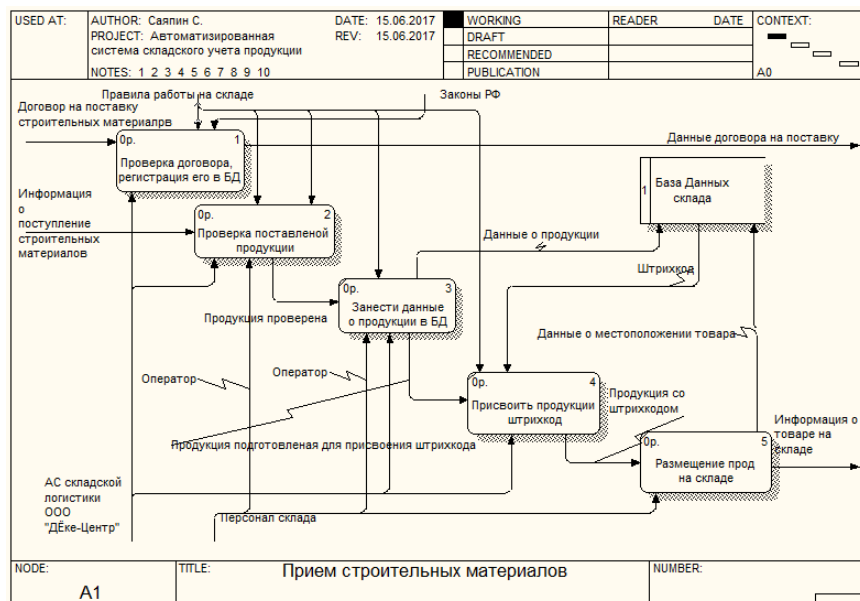 USED AT:
AUTHOR: Саяпин С.
DATE: 15.06.2017
WORKING
READER
DATE
CONTEXT:
PROJECT: Автоматизированная
система складского учета продукции
REV: 15.06.2017
DRAFT
RECOMMENDED
NOTES: 1 2 3 4 5 6 7 8 9 10
PUBLICATION
A0
Правила работы на складе
Законы РФ
Договор на поставку
строительных материалрв
Данные договора на поставку
0р.
1
Проверка договора,
регистрация его в БД
1
База Данных
склада
Информация
о
поступление
строительных
материалов
0р.
2
Проверка поставленой
продукции
Данные о продукции
Штрихкод
0р.
3
Занести данные
о продукции в БД
Продукция проверена
Данные о местоположении товара
Оператор
Оператор
0р.
4
Присвоить продукции
штрихкод
Продукция со
штрихкодом
Продукция подготовленая для присвоения штрихкода
Информация о
товаре на
складе
0р.
5
Размещение прод
на складе
АС складской
логистики
ООО
"ДЁке-Центр"
Персонал склада
NODE:
TITLE:
Прием строительных материалов
NUMBER:
A1